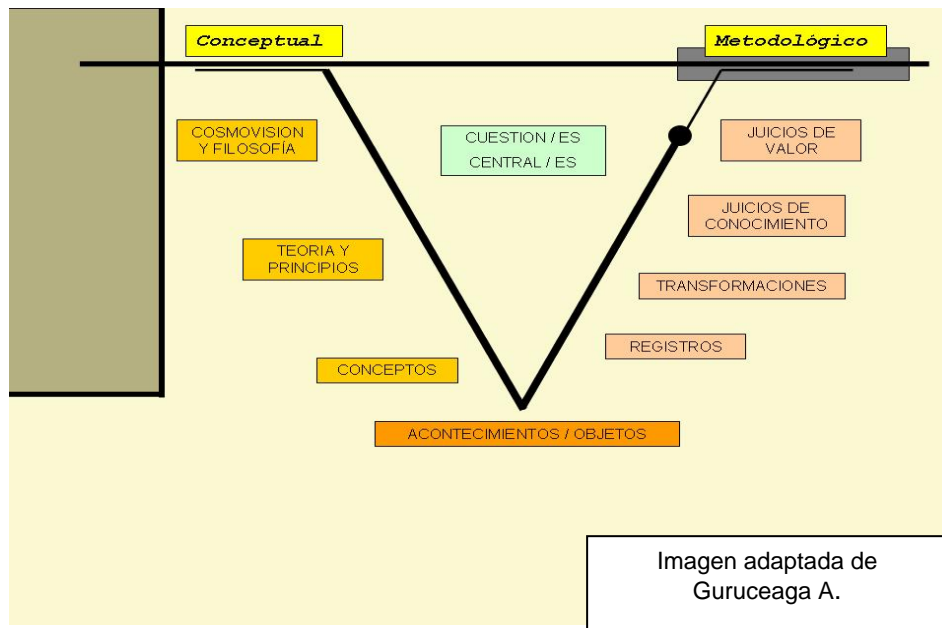 Conceptual
Metodológico
COSMOVISION
Y FILOSOFÍA
CUESTION / ES
CENTRAL / ES
JUICIOS DE
VALOR
JUICIOS DE
CONOCIMIENTO
TEORIA Y
PRINCIPIOS
TRANSFORMACIONES
REGISTROS
CONCEPTOS
ACONTECIMIENTOS / OBJETOS
Imagen adaptada de
Guruceaga A.